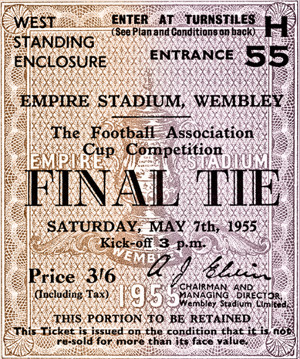 WEST
STANDING
ENCLOSURE
ENTER AT TURNSTILES
(See Plan and Conditions on back)
H
ENTRANCE 55
EMPIRE STADIUM, WEMBLEY
The Football Association
Cup Competition
EMPIRE STADIUM
FINAL TIE
SATURDAY, MAY 7th, 1955
Kick-off 3 p.m.
WEMBLEY
Price 3/6
(Including Tax)
1955
A J Elvin
CHAIRMAN AND
MANAGING DIRECTOR,
Wembley Stadium Limited.
THIS PORTION TO BE RETAINED
This Ticket is issued on the condition that it is not
re-sold for more than its face value.